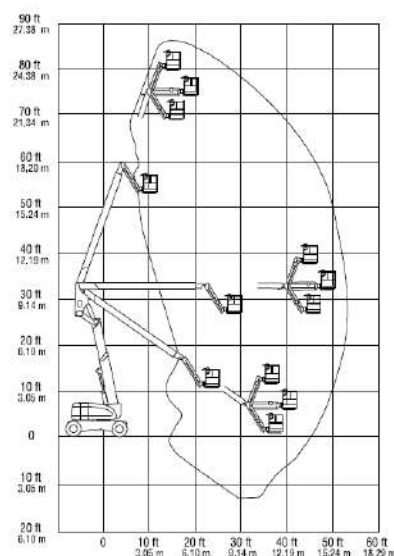 90 ft
27.38 m
80 ft
24.38 m
70 ft
21.34 m
60 ft
18.20 m
50 ft
15.24 m
40 ft
12.19 m
30 ft
9.14 m
20 ft
6.10 m
10 ft
3.05 m
0
10 ft
3.05 m
20 ft
6.10 m
0 10 ft 20 ft 30 ft 40 ft 50 ft 60 ft
3.05 m 6.10 m 9.14 m 12.19 m 15.24 m 18.29 m